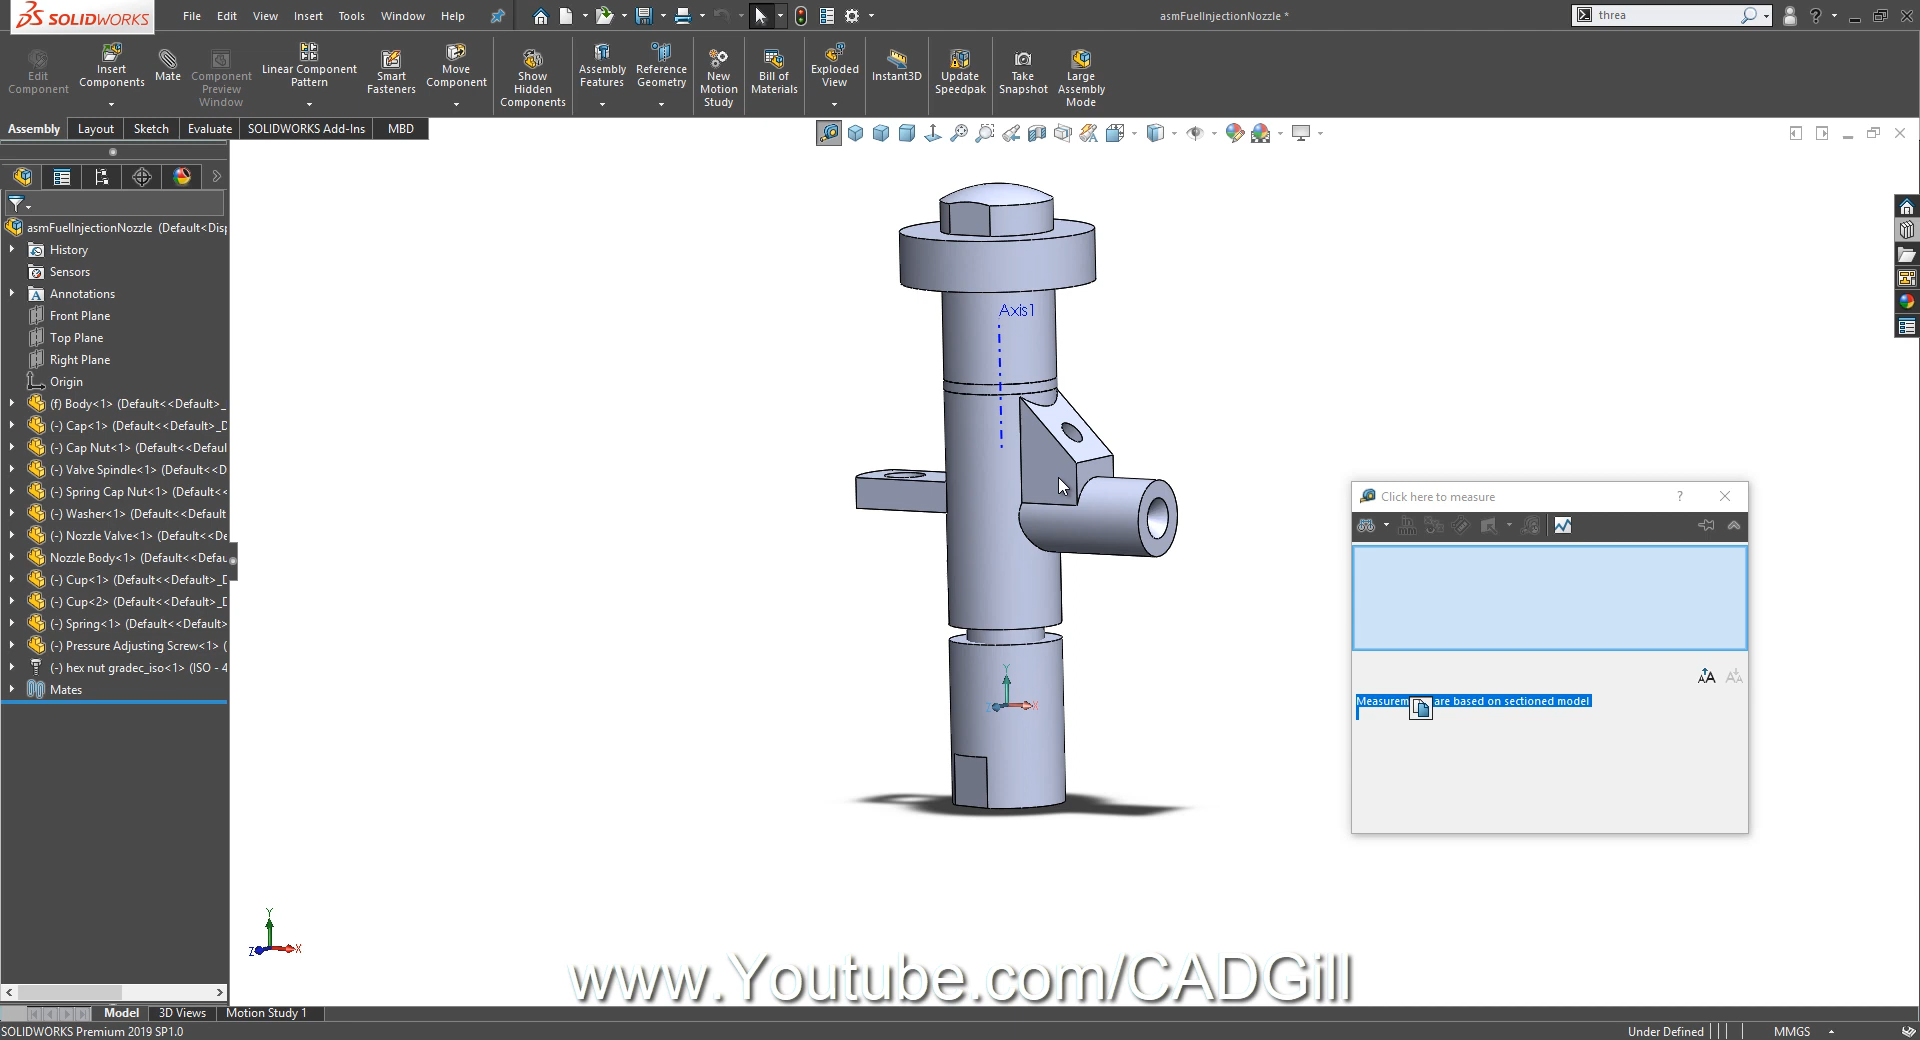 SOLIDWORKS
File Edit View Insert Tools Window Help
asmFuelInjectionNozzle *
threa
Edit Component
Insert Components
Mate
Component Preview Window
Linear Component Pattern
Smart Fasteners
Move Component
Show Hidden Components
Assembly Features
Reference Geometry
New Motion Study
Bill of Materials
Exploded View
Instant3D
Update Speedpak
Take Snapshot
Large Assembly Mode
Assembly Layout Sketch Evaluate SOLIDWORKS Add-Ins MBD
asmFuelInjectionNozzle (Default<Disp
History
Sensors
Annotations
Front Plane
Top Plane
Right Plane
Origin
(f) Body<1> (Default<<Default>_
(-) Cap<1> (Default<<Default>_D
(-) Cap Nut<1> (Default<<Defaul
(-) Valve Spindle<1> (Default<<D
(-) Spring Cap Nut<1> (Default<<
(-) Washer<1> (Default<<Default
(-) Nozzle Valve<1> (Default<<De
Nozzle Body<1> (Default<<Defau
(-) Cup<1> (Default<<Default>_D
(-) Cup<2> (Default<<Default>_D
(-) Spring<1> (Default<<Default>
(-) Pressure Adjusting Screw<1> (
(-) hex nut gradec_iso<1> (ISO - 4
Mates
Axis1
Y
Z X
Click here to measure ?
Measurem are based on sectioned model
Y
Z X
www.Youtube.com/CADGill
Model 3D Views Motion Study 1
SOLIDWORKS Premium 2019 SP1.0
Under Defined MMGS